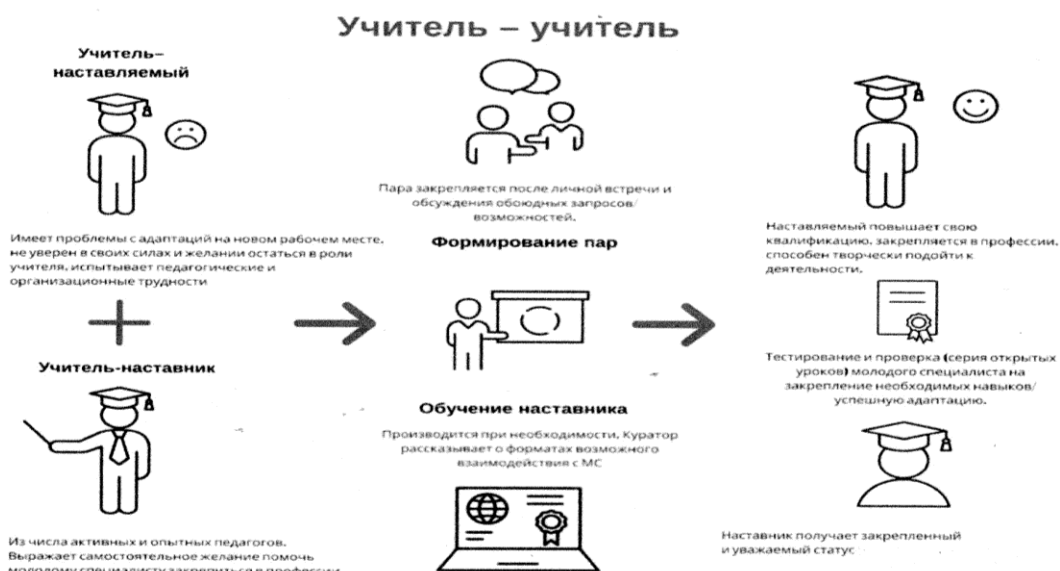 Учитель – учитель
Учитель–
наставляемый
Имеет проблемы с адаптаций на новом рабочем месте,
не уверен в своих силах и желании остаться в роли
учителя, испытывает педагогические и
организационные трудности
Учитель-наставник
Из числа активных и опытных педагогов.
Выражает самостоятельное желание помочь
молодому специалисту закрепиться в профессии
Пара закрепляется после личной встречи и
обсуждения обоюдных запросов/
возможностей.
Формирование пар
Обучение наставника
Производится при необходимости. Куратор
рассказывает о форматах возможного
взаимодействия с МС
Наставляемый повышает свою
квалификацию, закрепляется в профессии,
способен творчески подойти к
деятельности.
Тестирование и проверка (серия открытых
уроков) молодого специалиста на
закрепление необходимых навыков/
успешную адаптацию.
Наставник получает закрепленный
и уважаемый статус